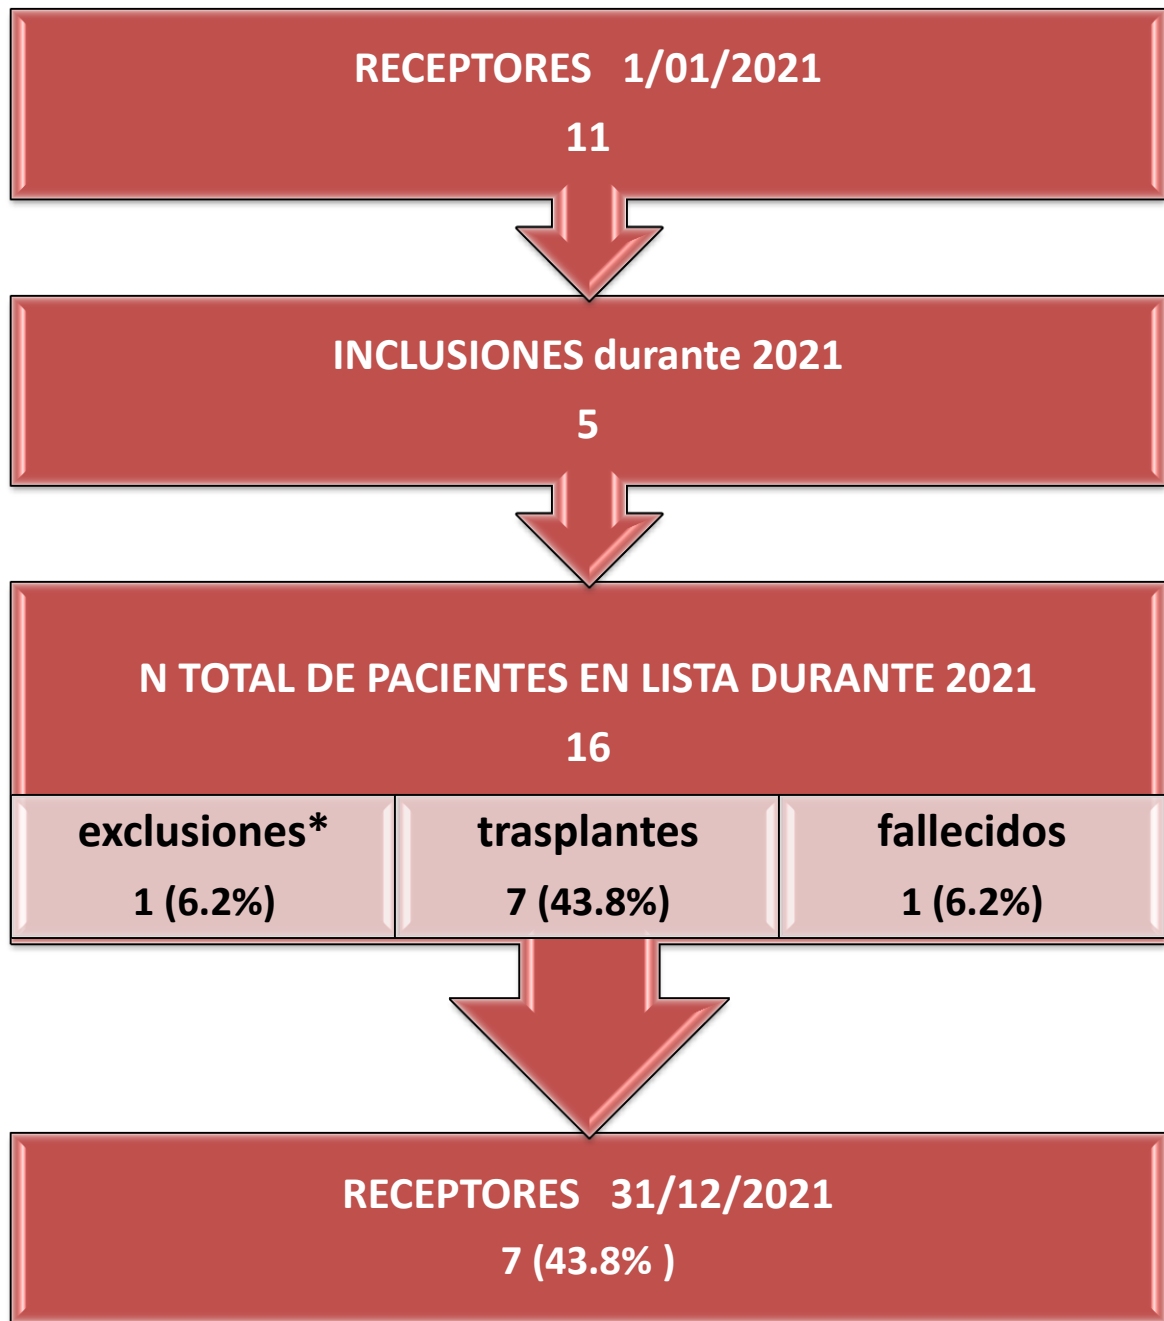 RECEPTORES 1/01/2021
11
INCLUSIONES durante 2021
5
N TOTAL DE PACIENTES EN LISTA DURANTE 2021
16
exclusiones* trasplantes fallecidos
1 (6.2%) 7 (43.8%) 1 (6.2%)
RECEPTORES 31/12/2021
7 (43.8% )